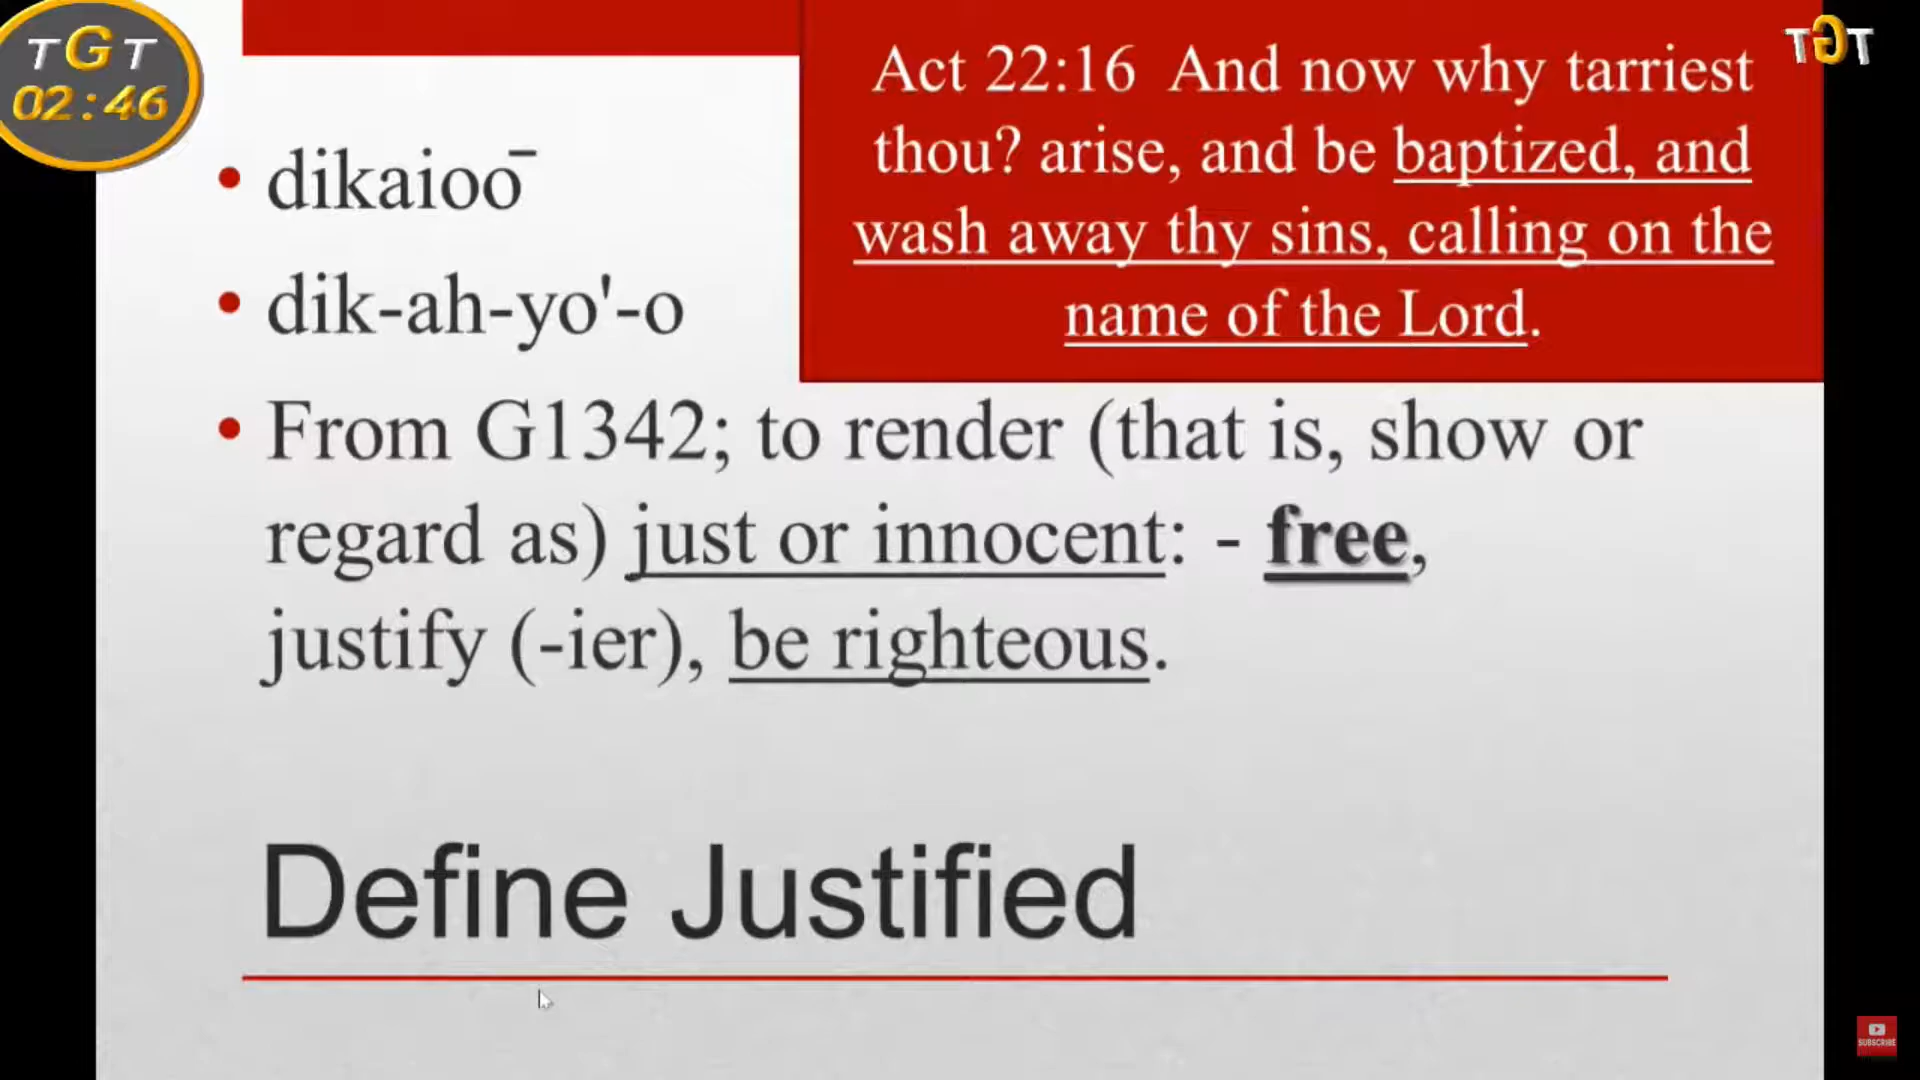 TGT
02:46
TGT
Act 22:16 And now why tarriest
thou? arise, and be baptized, and
wash away thy sins, calling on the
name of the Lord.
• dikaioō
• dik-ah-yo'-o
• From G1342; to render (that is, show or
regard as) just or innocent: - free,
justify (-ier), be righteous.
Define Justified
SUBSCRIBE